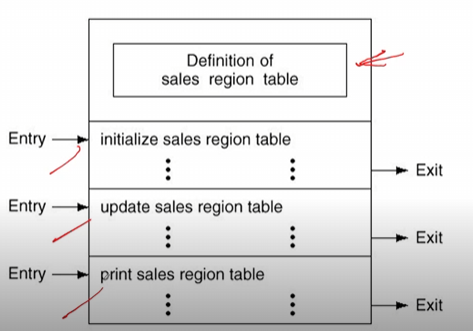 Definition of
sales region table
Entry
initialize sales region table
Exit
Entry
update sales region table
Exit
Entry
print sales region table
Exit